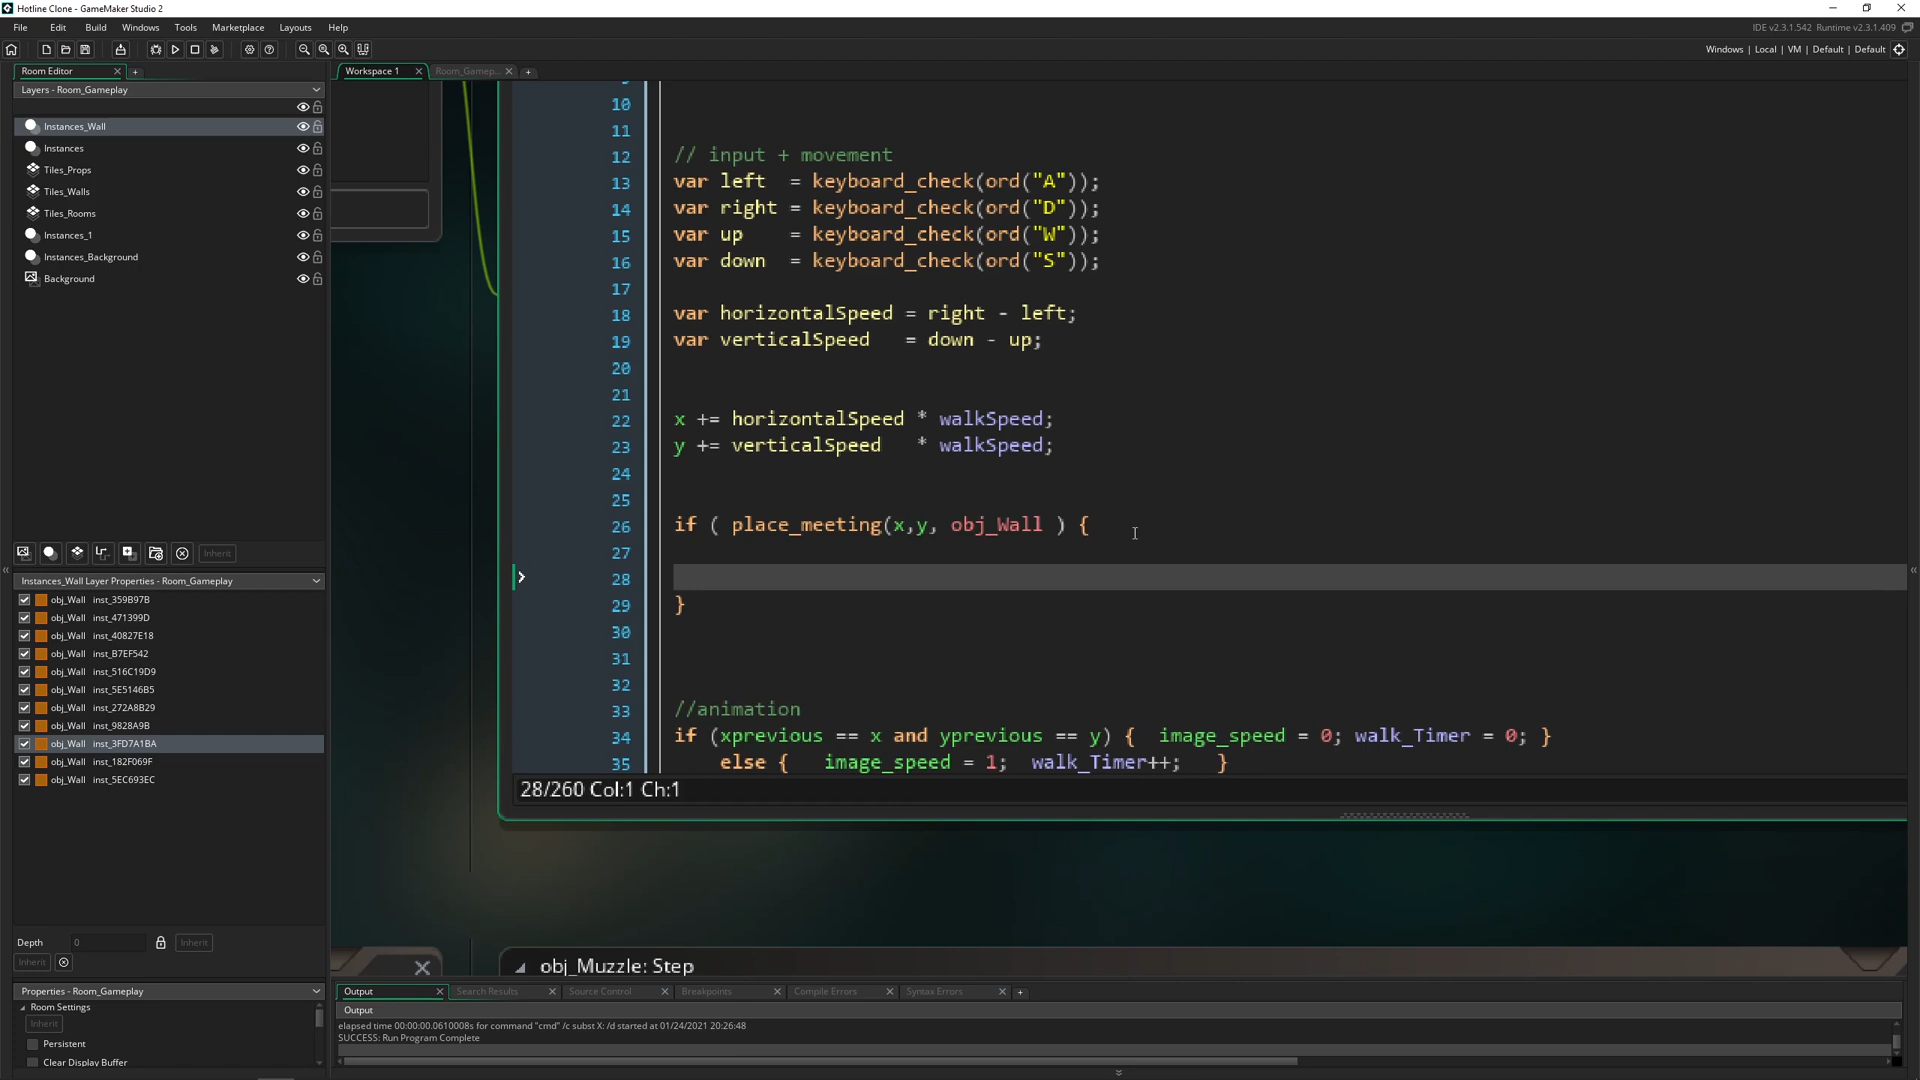 Hotline Clone - GameMaker Studio 2
File Edit Build Windows Tools Marketplace Layouts Help
IDE v2.3.1.542 Runtime v2.3.1.409
Windows | Local | VM | Default | Default
Room Editor
Workspace 1
Room_Gamep...
Layers - Room_Gameplay
Instances_Wall
Instances
Tiles_Props
Tiles_Walls
Tiles_Rooms
Instances_1
Instances_Background
Background
10
11
12 // input + movement
13 var left = keyboard_check(ord("A"));
14 var right = keyboard_check(ord("D"));
15 var up = keyboard_check(ord("W"));
16 var down = keyboard_check(ord("S"));
17
18 var horizontalSpeed = right - left;
19 var verticalSpeed = down - up;
20
21
22 x += horizontalSpeed * walkSpeed;
23 y += verticalSpeed * walkSpeed;
24
25
26 if ( place_meeting(x,y, obj_Wall ) {
27
28
29 }
30
31
32
33 //animation
34 if (xprevious == x and yprevious == y) { image_speed = 0; walk_Timer = 0; }
35 else { image_speed = 1; walk_Timer++; }
28/260 Col:1 Ch:1
Inherit
Instances_Wall Layer Properties - Room_Gameplay
obj_Wall inst_359B97B
obj_Wall inst_471399D
obj_Wall inst_40827E18
obj_Wall inst_B7EF542
obj_Wall inst_516C19D9
obj_Wall inst_5E5146B5
obj_Wall inst_272A8B29
obj_Wall inst_9828A9B
obj_Wall inst_3FD7A1BA
obj_Wall inst_182F069F
obj_Wall inst_5EC693EC
Depth 0 Inherit
Inherit
Properties - Room_Gameplay
Room Settings
Inherit
Persistent
Clear Display Buffer
obj_Muzzle: Step
Output Search Results Source Control Breakpoints Compile Errors Syntax Errors
Output
elapsed time 00:00:00.0610008s for command "cmd" /c subst X: /d started at 01/24/2021 20:26:48
SUCCESS: Run Program Complete